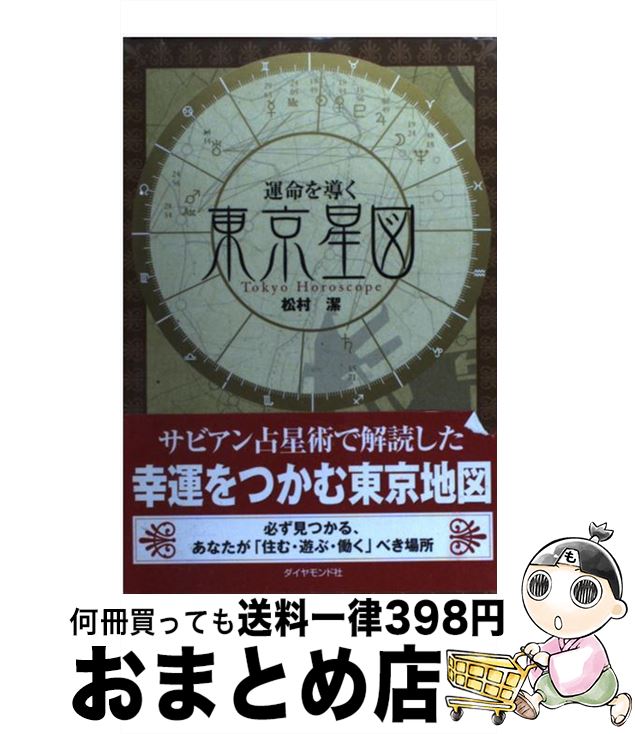 運命を導く
東京星図
Tokyo Horoscope
松村 潔
サビアン占星術で解読した
幸運をつかむ東京地図
必ず見つかる、
あなたが「住む・遊ぶ・働く」べき場所
ダイヤモンド社
も
何冊買っても送料一律398円
おまとめ店